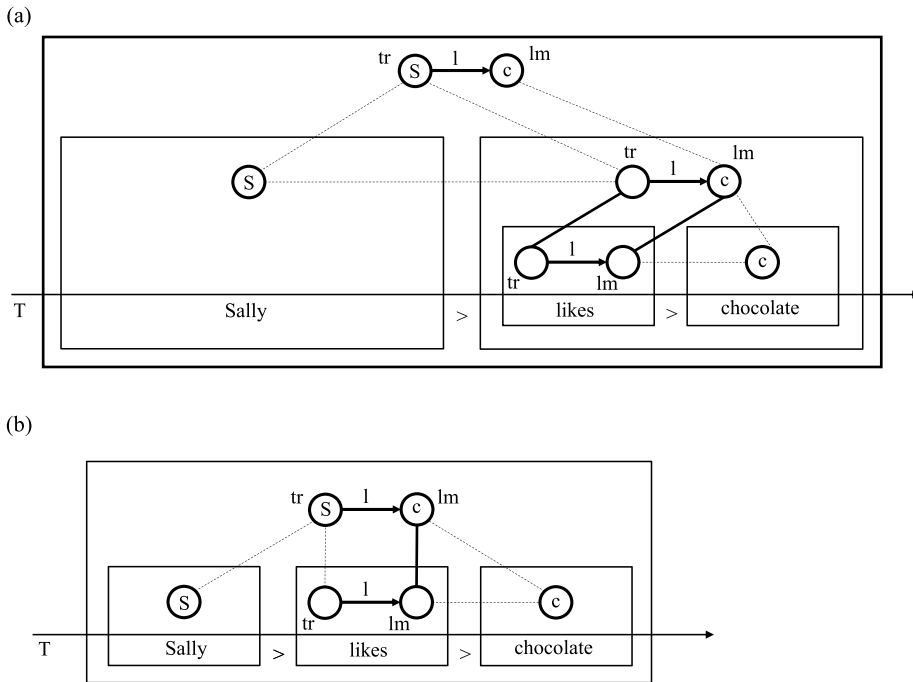 (a)
tr S l c lm
S tr l c lm
tr l lm c
T Sally > likes > chocolate
(b)
tr S l c lm
S tr l lm c
T Sally > likes > chocolate